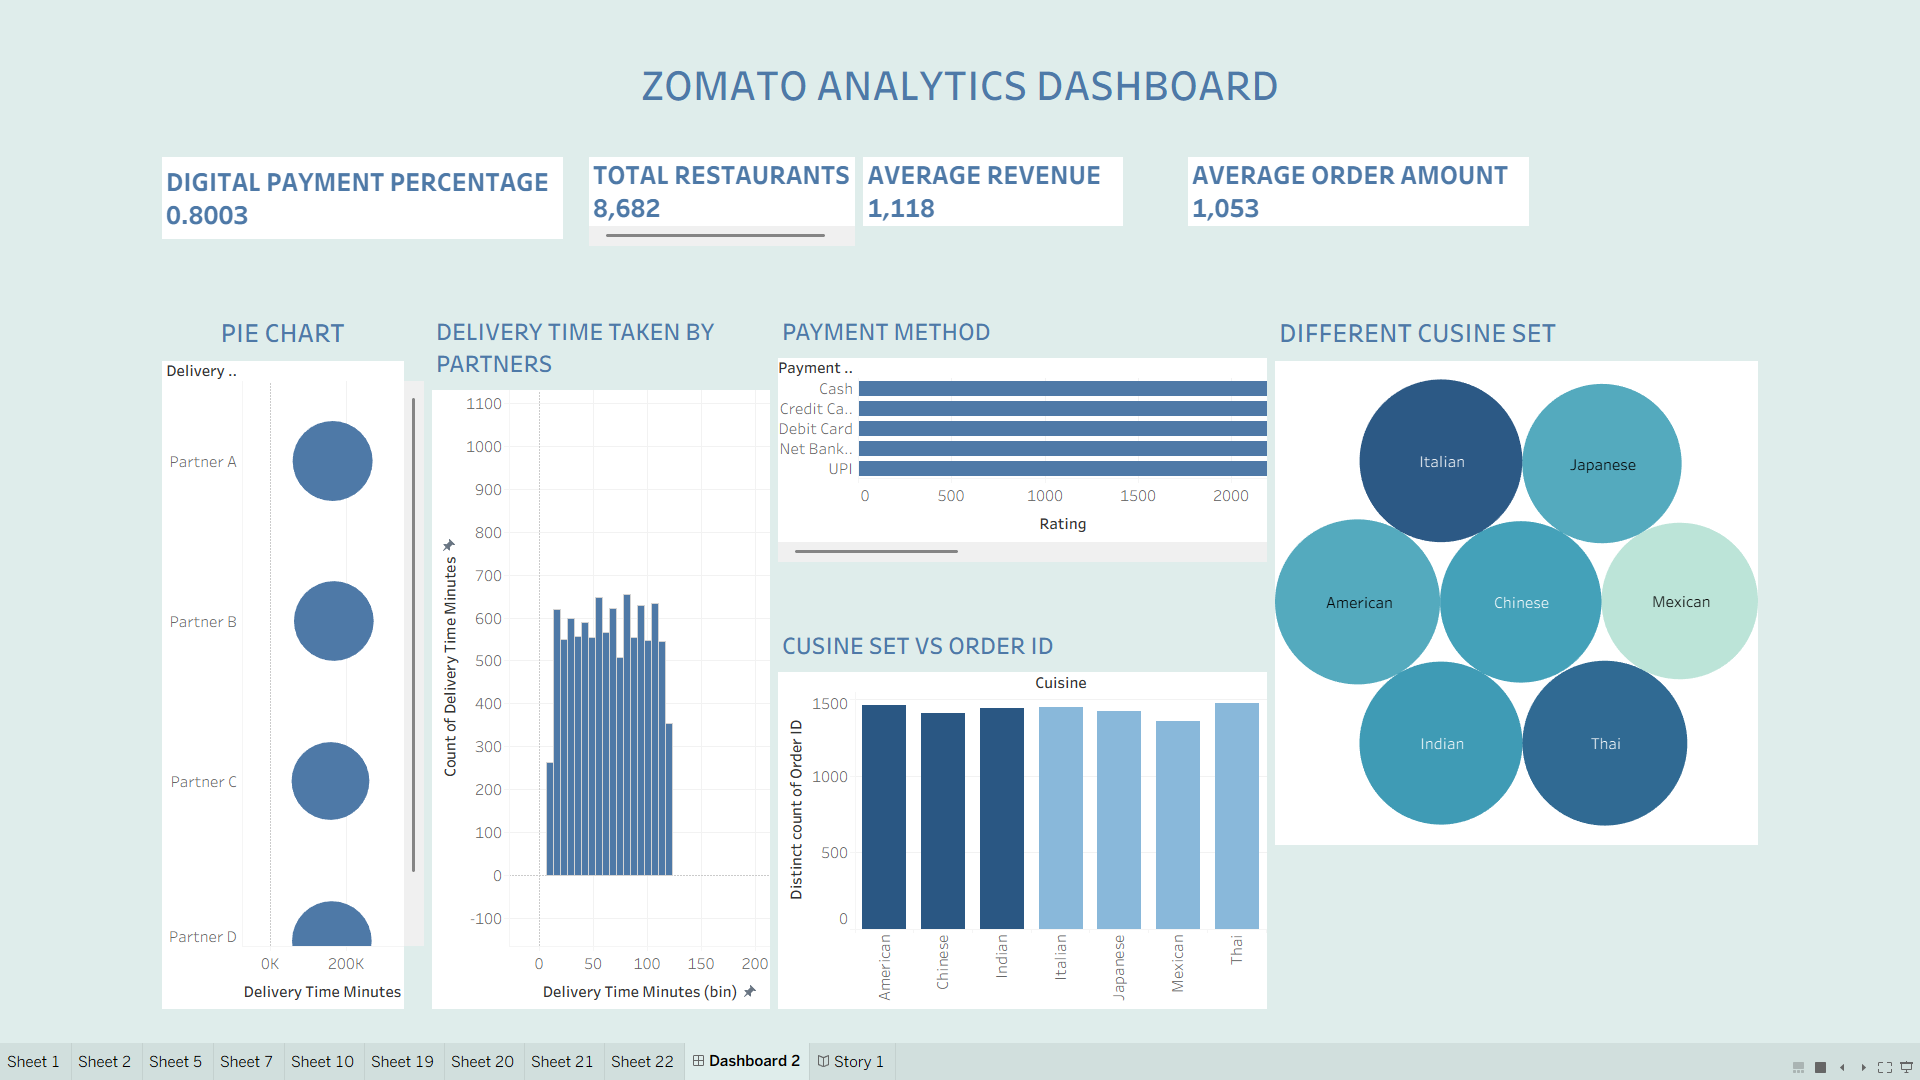 ZOMATO ANALYTICS DASHBOARD
DIGITAL PAYMENT PERCENTAGE
0.8003
TOTAL RESTAURANTS
8,682
AVERAGE REVENUE
1,118
AVERAGE ORDER AMOUNT
1,053
PIE CHART
Delivery ..
Partner A
Partner B
Partner C
Partner D
0K 200K
Delivery Time Minutes
DELIVERY TIME TAKEN BY
PARTNERS
Count of Delivery Time Minutes
1100
1000
900
800
700
600
500
400
300
200
100
0
-100
0 50 100 150 200
Delivery Time Minutes (bin)
PAYMENT METHOD
Payment ..
Cash
Credit Ca..
Debit Card
Net Bank..
UPI
0 500 1000 1500 2000
Rating
CUSINE SET VS ORDER ID
Cuisine
Distinct count of Order ID
1500
1000
500
0
American
Chinese
Indian
Italian
Japanese
Mexican
Thai
DIFFERENT CUSINE SET
Italian
Japanese
American
Chinese
Mexican
Indian
Thai
Sheet 1 Sheet 2 Sheet 5 Sheet 7 Sheet 10 Sheet 19 Sheet 20 Sheet 21 Sheet 22 Dashboard 2 Story 1